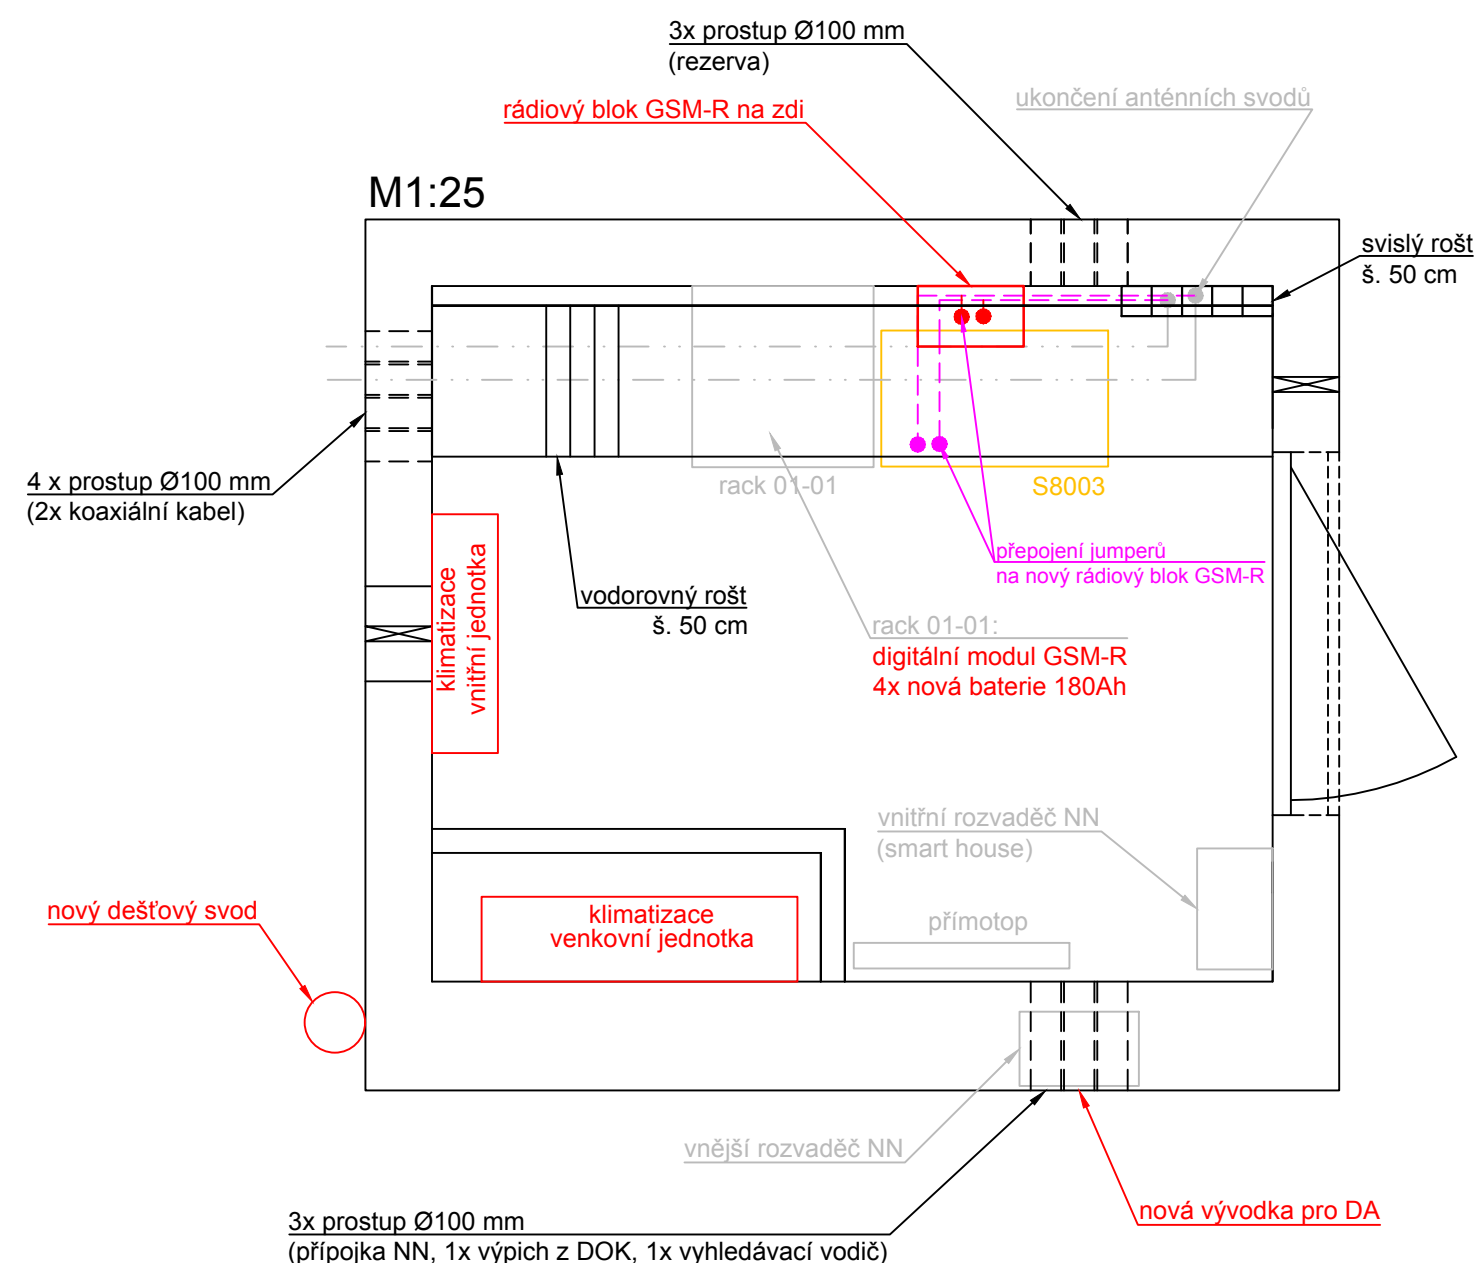 3x prostup Ø100 mm
(rezerva)
ukončení anténních svodů
rádiový blok GSM-R na zdi
M1:25
svislý rošt
š. 50 cm
4 x prostup Ø100 mm
(2x koaxiální kabel)
rack 01-01
S8003
přepojení jumperů
na nový rádiový blok GSM-R
klimatizace
vnitřní jednotka
vodorovný rošt
š. 50 cm
rack 01-01:
digitální modul GSM-R
4x nová baterie 180Ah
vnitřní rozvaděč NN
(smart house)
nový dešťový svod
klimatizace
venkovní jednotka
přímotop
vnější rozvaděč NN
nová vývodka pro DA
3x prostup Ø100 mm
(přípojka NN, 1x výpich z DOK, 1x vyhledávací vodič)